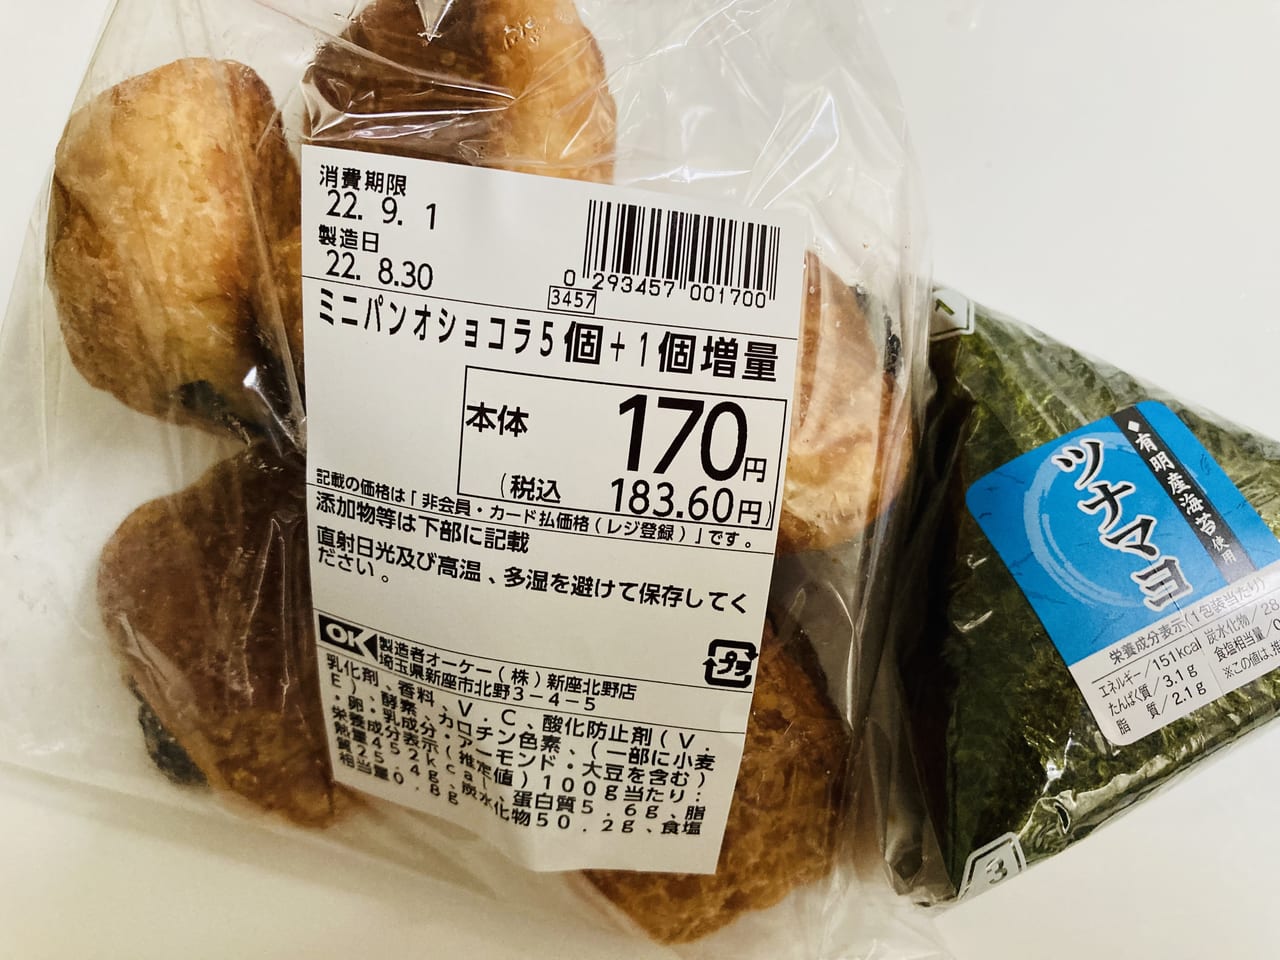 消費期限
22. 9. 1
製造日
22. 8.30
0 293457 001700
3457
ミニパンオショコラ5個+1個増量
本体 170円
(税込 183.60円)
記載の価格は「非会員・カード払価格(レジ登録)」です。
添加物等は下部に記載
直射日光及び高温、多湿を避けて保存してく
ださい。
OK
製造者オーケー(株)新座北野店
埼玉県新座市北野3-4-5
プラ
乳化剤、香料、V.C、酸化防止剤(V.
E)、酵素、カロチン色素、(一部に小麦
・卵・乳成分・アーモンド・大豆を含む)
栄養成分表示(推定値)100g当たり:
熱量452kcal、蛋白質5.6g、脂
質25.4g、炭水化物50.2g、食塩
相当量0.8g
1
◆有明産海苔使用
ツナマヨ
栄養成分表示(1包装当たり)
エネルギー/151kcal
たんぱく質/3.1g
脂質/2.1g
炭水化物/28
食塩相当量/0
※この値は、推
3